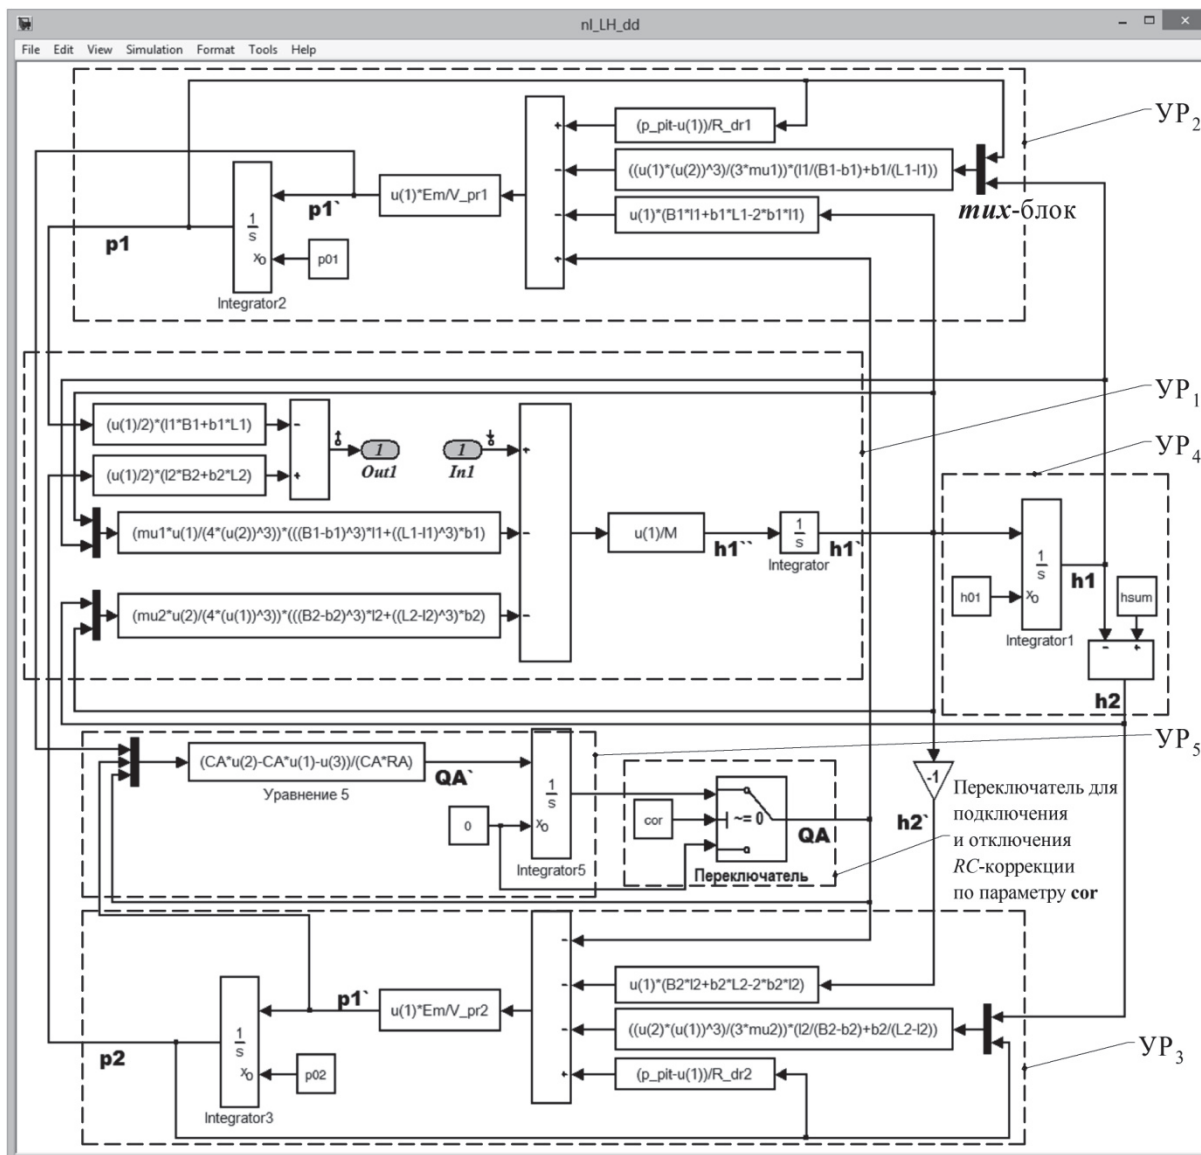 nl_LH_dd
File Edit View Simulation Format Tools Help
УР2
(p_pit-u(1))/R_dr1
((u(1)*(u(2))^3)/(3*mu1))*(l1/(B1-b1)+b1/(L1-l1))
u(1)*Em/V_pr1
u(1)*(B1*l1+b1*L1-2*b1*l1)
тих-блок
p1`
p1
1
s
xo
p01
Integrator2
УР1
(u(1)/2)*(l1*B1+b1*L1)
1
Out1
1
In1
(u(1)/2)*(l2*B2+b2*L2)
УР4
(mu1*u(1)/(4*(u(2))^3))*(((B1-b1)^3)*l1+((L1-l1)^3)*b1)
u(1)/M
h1``
1
s
Integrator
h1`
1
s
xo
h1
h01
hsum
Integrator1
(mu2*u(2)/(4*(u(1))^3))*(((B2-b2)^3)*l2+((L2-l2)^3)*b2)
h2
УР5
(CA*u(2)-CA*u(1)-u(3))/(CA*RA)
QA`
Уравнение 5
0
1
s
xo
Integrator5
cor
~= 0
QA
Переключатель
-1
h2`
Переключатель для
подключения
и отключения
RC-коррекции
по параметру cor
u(1)*(B2*l2+b2*L2-2*b2*l2)
p1`
u(1)*Em/V_pr2
((u(2)*(u(1))^3)/(3*mu2))*(l2/(B2-b2)+b2/(L2-l2))
p2
1
s
xo
p02
Integrator3
(p_pit-u(1))/R_dr2
УР3